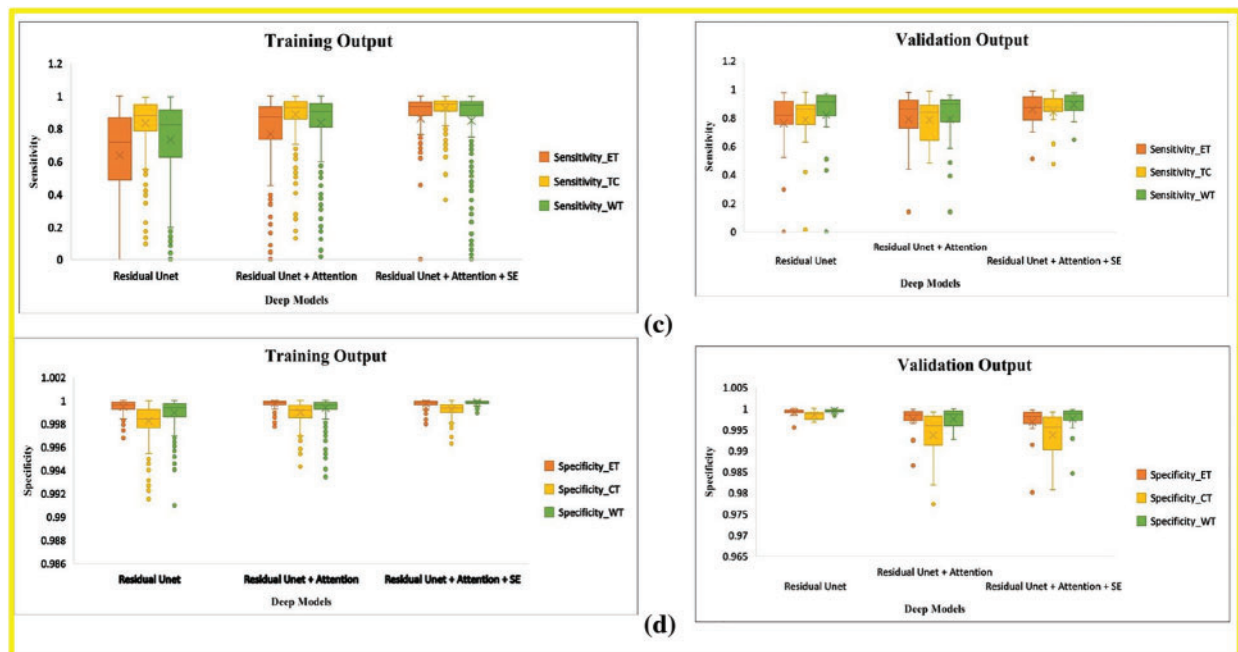 Training Output
1.2
1
0.8
0.6
0.4
0.2
0
Sensitivity
Sensitivity_ET
Sensitivity_TC
Sensitivity_WT
Residual Unet
Residual Unet + Attention
Residual Unet + Attention + SE
Deep Models
Validation Output
1.2
1
0.8
0.6
0.4
0.2
0
Sensitivity
Sensitivity_ET
Sensitivity_TC
Sensitivity_WT
Residual Unet
Residual Unet + Attention
Residual Unet + Attention + SE
Deep Models
(c)
Training Output
1.002
1
0.998
0.996
0.994
0.992
0.99
0.988
0.986
Specificity
Specificity_ET
Specificity_CT
Specificity_WT
Residual Unet
Residual Unet + Attention
Residual Unet + Attention + SE
Deep Models
Validation Output
1.005
1
0.995
0.99
0.985
0.98
0.975
0.97
0.965
Specificity
Specificity_ET
Specificity_CT
Specificity_WT
Residual Unet
Residual Unet + Attention
Residual Unet + Attention + SE
Deep Models
(d)